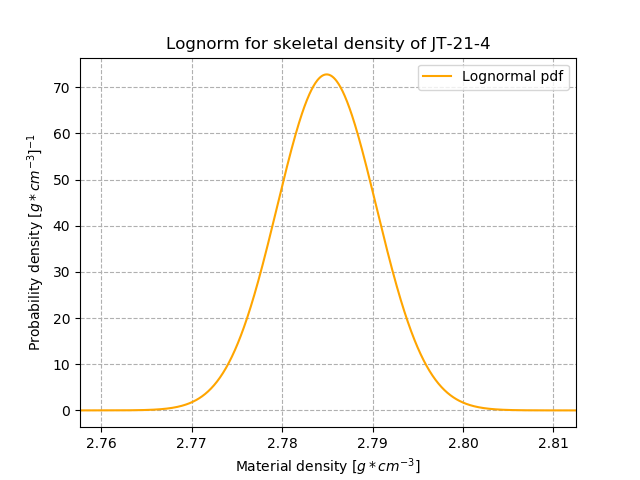 Lognorm for skeletal density of JT-21-4
Lognormal pdf
Probability density [g * cm⁻³]⁻¹
70
60
50
40
30
20
10
0
2.76 2.77 2.78 2.79 2.80 2.81
Material density [g * cm⁻³]